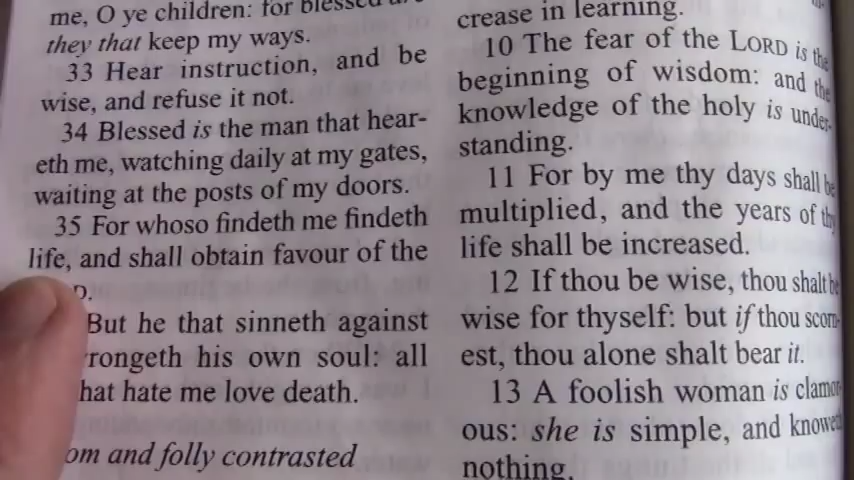 me, O ye children: for blessed are
they that keep my ways.
33 Hear instruction, and be
wise, and refuse it not.
34 Blessed is the man that hear-
eth me, watching daily at my gates,
waiting at the posts of my doors.
35 For whoso findeth me findeth
life, and shall obtain favour of the
D.
But he that sinneth against
rongeth his own soul: all
hat hate me love death.
om and folly contrasted
crease in learning.
10 The fear of the LORD is the
beginning of wisdom: and the
knowledge of the holy is under-
standing.
11 For by me thy days shall be
multiplied, and the years of thy
life shall be increased.
12 If thou be wise, thou shalt be
wise for thyself: but if thou scorn-
est, thou alone shalt bear it.
13 A foolish woman is clamor-
ous: she is simple, and knoweth
nothing.